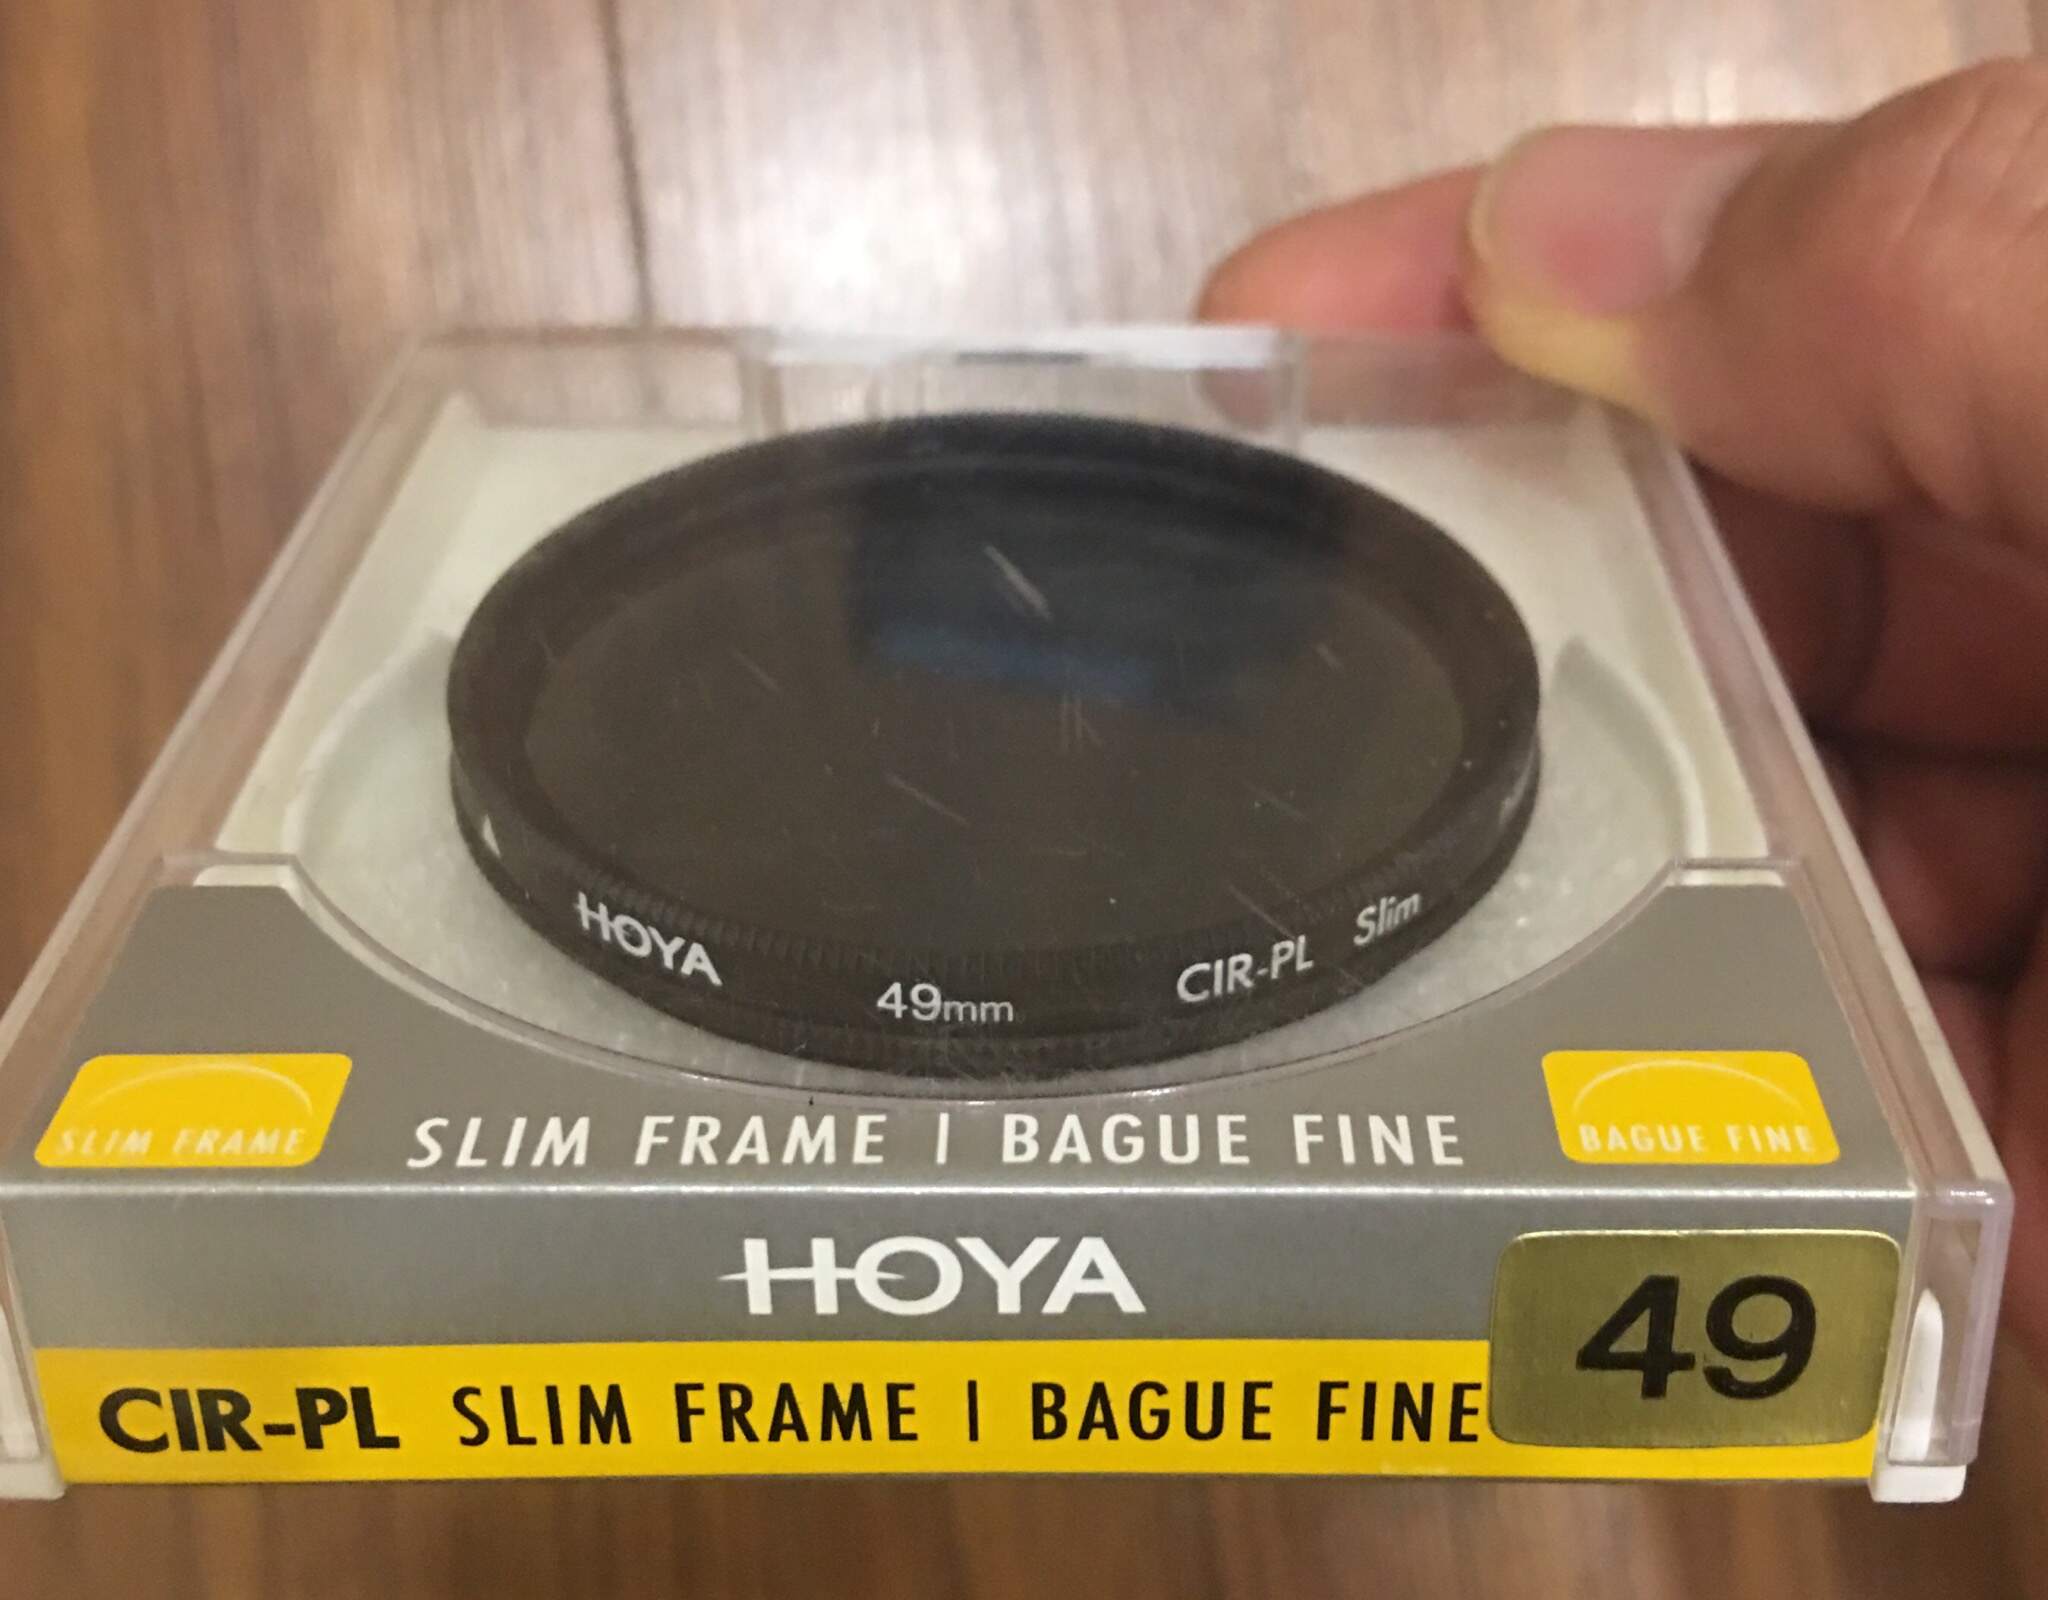 HOYA 49mm CIR-PL Slim
SLIM FRAME
SLIM FRAME | BAGUE FINE
BAGUE FINE
HOYA
49
CIR-PL SLIM FRAME | BAGUE FINE